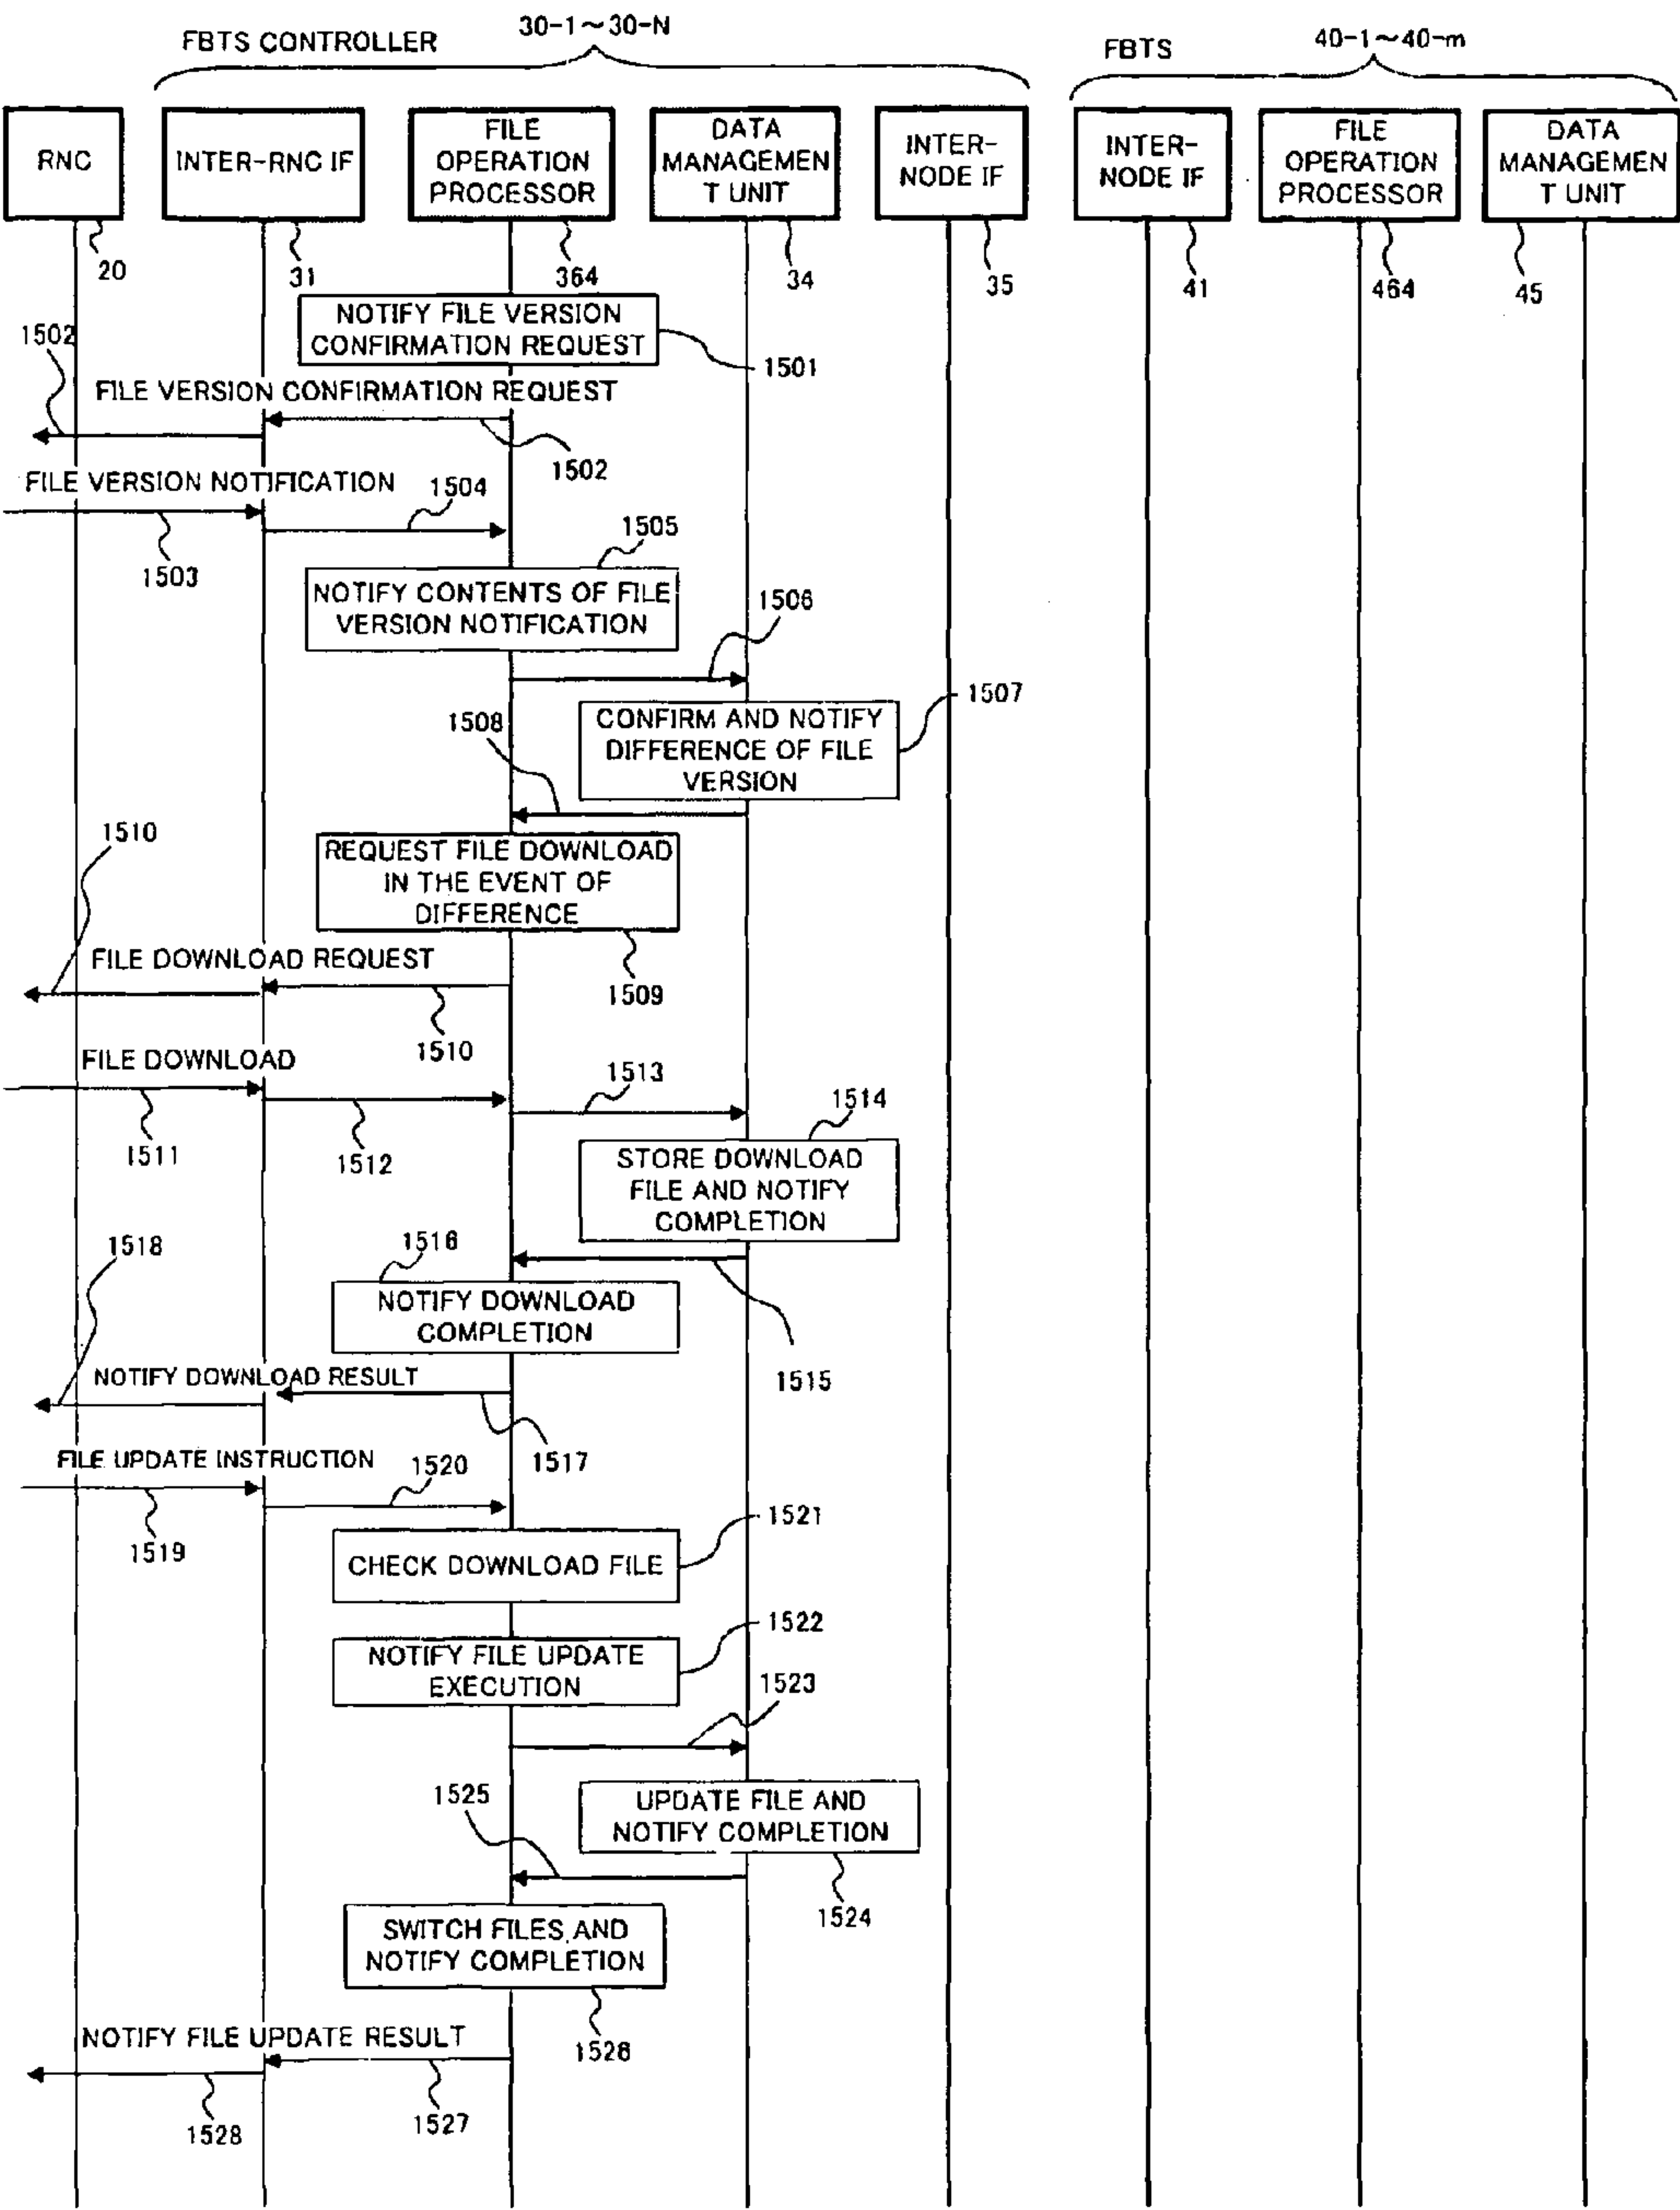 FBTS CONTROLLER
30-1～30-N
FBTS
40-1～40-m
RNC
INTER-RNC IF
FILE
OPERATION
PROCESSOR
DATA
MANAGEMEN
T UNIT
INTER-
NODE IF
INTER-
NODE IF
FILE
OPERATION
PROCESSOR
DATA
MANAGEMEN
T UNIT
20
31
364
34
35
41
464
45
NOTIFY FILE VERSION
CONFIRMATION REQUEST
1501
1502
FILE VERSION CONFIRMATION REQUEST
1502
FILE VERSION NOTIFICATION
1504
1503
1505
NOTIFY CONTENTS OF FILE
VERSION NOTIFICATION
1506
1507
CONFIRM AND NOTIFY
DIFFERENCE OF FILE
VERSION
1508
1510
REQUEST FILE DOWNLOAD
IN THE EVENT OF
DIFFERENCE
1509
FILE DOWNLOAD REQUEST
1510
FILE DOWNLOAD
1511
1512
1513
1514
STORE DOWNLOAD
FILE AND NOTIFY
COMPLETION
1518
1516
1515
NOTIFY DOWNLOAD
COMPLETION
NOTIFY DOWNLOAD RESULT
1517
FILE UPDATE INSTRUCTION
1520
1519
1521
CHECK DOWNLOAD FILE
1522
NOTIFY FILE UPDATE
EXECUTION
1523
1525
UPDATE FILE AND
NOTIFY COMPLETION
1524
SWITCH FILES AND
NOTIFY COMPLETION
1526
NOTIFY FILE UPDATE RESULT
1527
1528